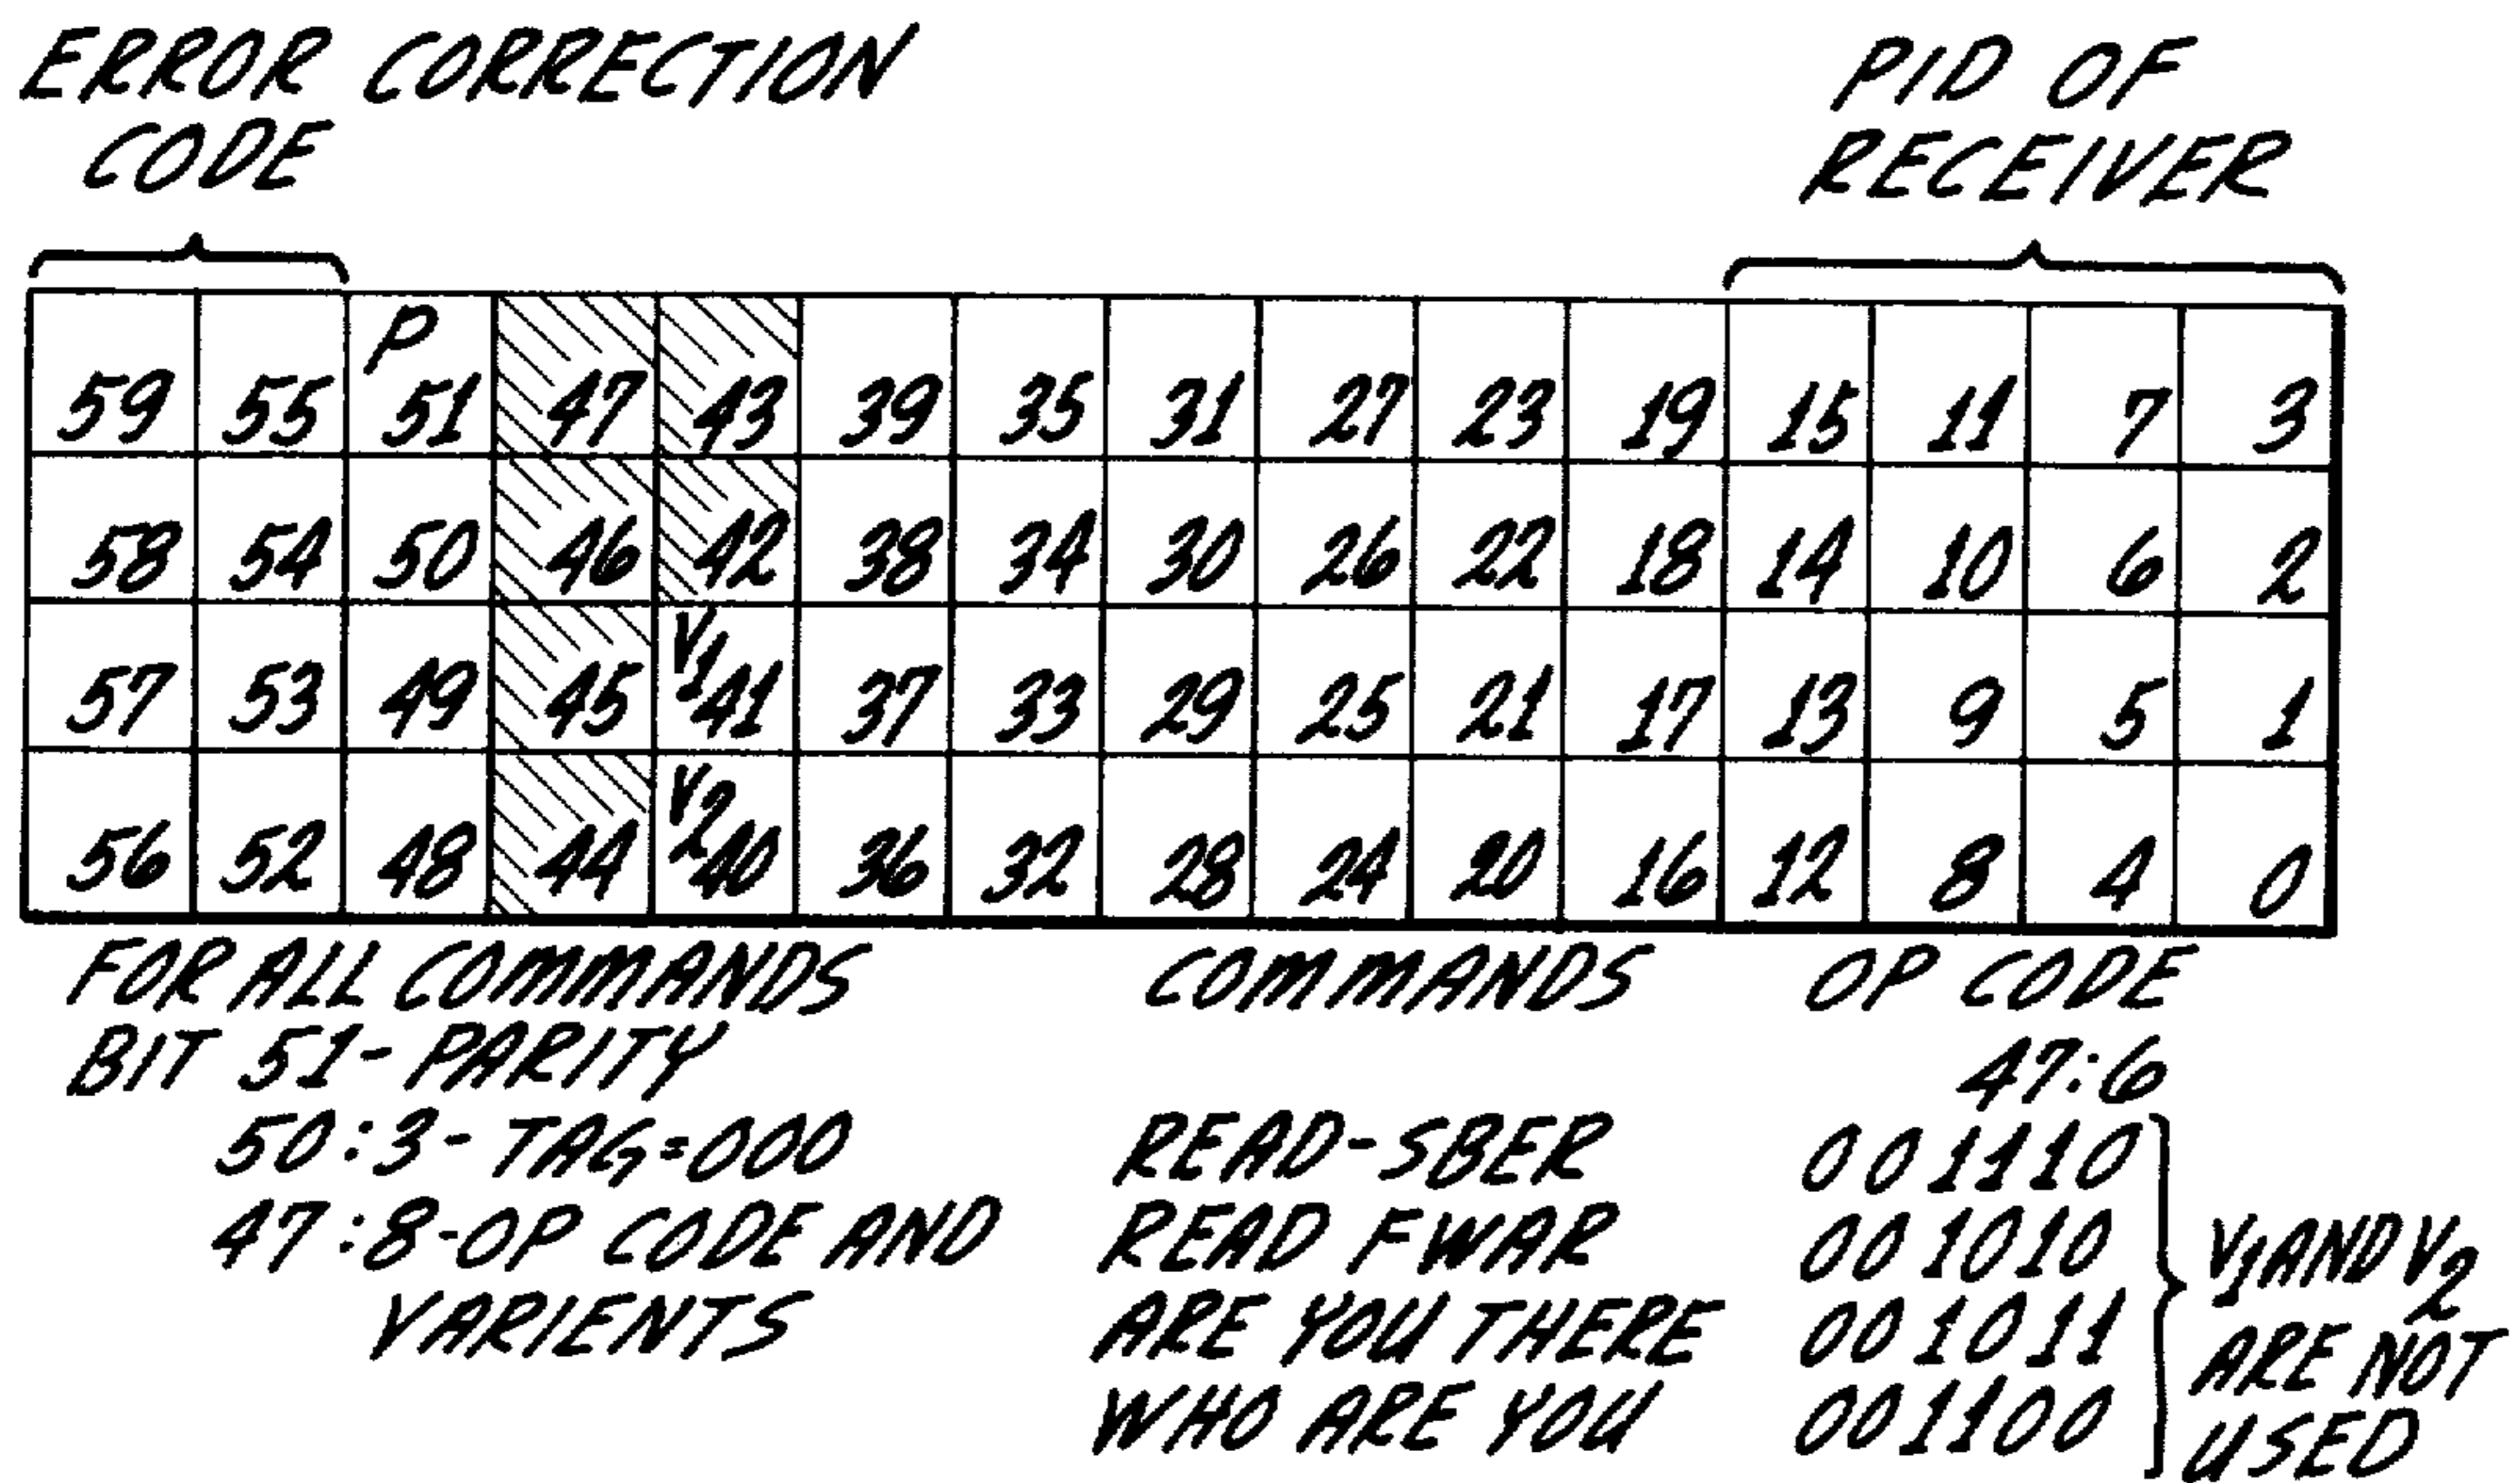 ERROR CORRECTION
CODE
PID OF
RECEIVER
P
59 55 51 47 43 39 35 31 27 23 19 15 11 7 3
58 54 50 46 42 38 34 30 26 22 18 14 10 6 2
V1
57 53 49 45 41 37 33 29 25 21 17 13 9 5 1
V2
56 52 48 44 40 36 32 28 24 20 16 12 8 4 0
FOR ALL COMMANDS
BIT 51- PARITY
50:3- TAG=000
47:8-OP CODE AND
VARIENTS
COMMANDS OP CODE
47:6
READ-SBER 001110
READ FWAR 001010
ARE YOU THERE 001011
WHO ARE YOU 001100
V1 AND V2
ARE NOT
USED